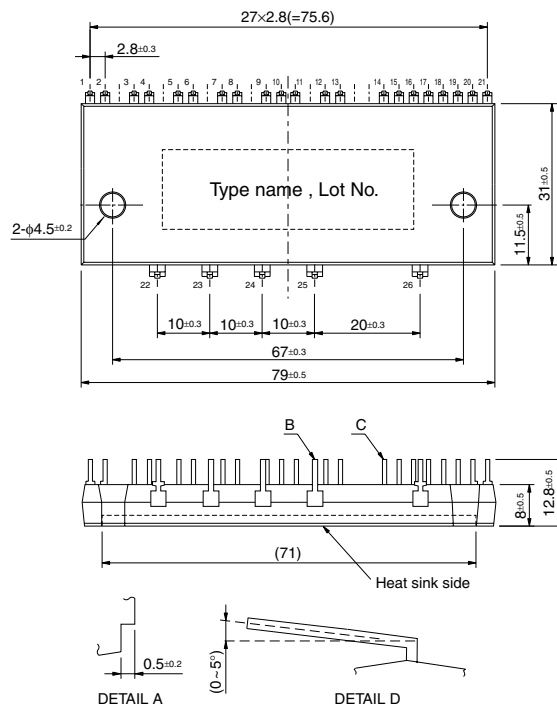 27×2.8(=75.6)
2.8±0.3
1 2 3 4 5 6 7 8 9 10 11 12 13 14 15 16 17 18 19 20 21
Type name , Lot No.
2-φ4.5±0.2
31±0.5
11.5±0.5
22 23 24 25 26
10±0.3 10±0.3 10±0.3 20±0.3
67±0.3
79±0.5
B C
8±0.5
12.8±0.5
(71)
Heat sink side
0.5±0.2
(0~5°)
DETAIL A DETAIL D